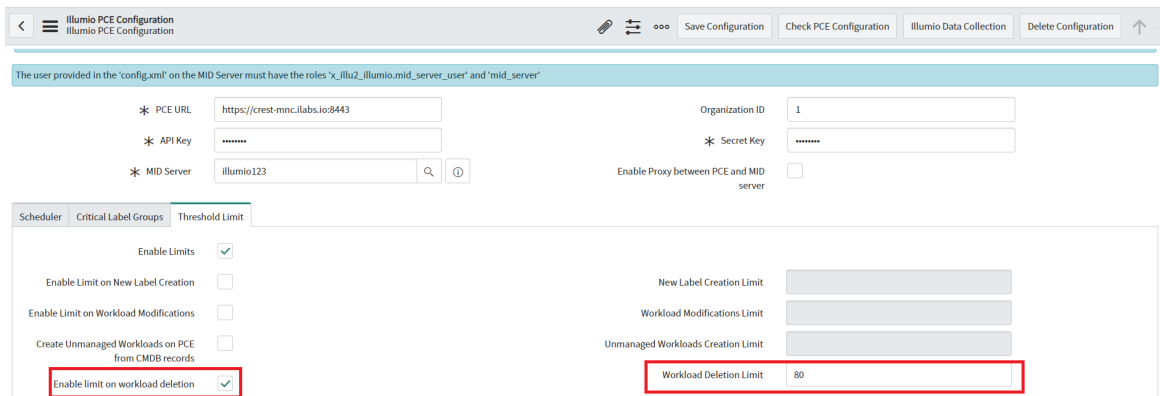 Illumio PCE Configuration
Illumio PCE Configuration
Save Configuration
Check PCE Configuration
Illumio Data Collection
Delete Configuration
The user provided in the 'config.xml' on the MID Server must have the roles 'x_illu2_illumio.mid_server_user' and 'mid_server'
PCE URL
https://crest-mnc.ilabs.io:8443
Organization ID
1
API Key
••••••••
Secret Key
••••••••
MID Server
illumio123
Enable Proxy between PCE and MID
server
Scheduler
Critical Label Groups
Threshold Limit
Enable Limits
Enable Limit on New Label Creation
New Label Creation Limit
Enable Limit on Workload Modifications
Workload Modifications Limit
Create Unmanaged Workloads on PCE
from CMDB records
Unmanaged Workloads Creation Limit
Enable limit on workload deletion
Workload Deletion Limit
80